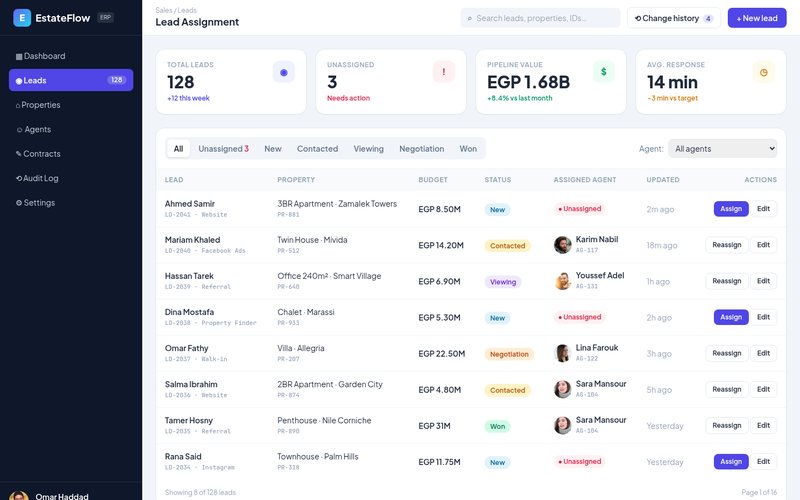 E EstateFlow ERP
Dashboard
Leads 128
Properties
Agents
Contracts
Audit Log
Settings
Omar Haddad
Sales / Leads
Lead Assignment
Search leads, properties, IDs...
Change history 4
+ New lead
TOTAL LEADS
128
+12 this week
UNASSIGNED
3
Needs action
!
PIPELINE VALUE
EGP 1.68B
+8.4% vs last month
$
AVG. RESPONSE
14 min
−3 min vs target
All Unassigned 3 New Contacted Viewing Negotiation Won
Agent: All agents
LEAD PROPERTY BUDGET STATUS ASSIGNED AGENT UPDATED ACTIONS
Ahmed Samir 3BR Apartment · Zamalek Towers EGP 8.50M New Unassigned 2m ago Assign Edit
LD-2041 · Website PR-881
Mariam Khaled Twin House · Mivida EGP 14.20M Contacted Karim Nabil 18m ago Reassign Edit
LD-2040 · Facebook Ads PR-512 AG-117
Hassan Tarek Office 240m² · Smart Village EGP 6.90M Viewing Youssef Adel 1h ago Reassign Edit
LD-2039 · Referral PR-640 AG-131
Dina Mostafa Chalet · Marassi EGP 5.30M New Unassigned 2h ago Assign Edit
LD-2038 · Property Finder PR-933
Omar Fathy Villa · Allegria EGP 22.50M Negotiation Lina Farouk 3h ago Reassign Edit
LD-2037 · Walk-in PR-207 AG-122
Salma Ibrahim 2BR Apartment · Garden City EGP 4.80M Contacted Sara Mansour 5h ago Reassign Edit
LD-2036 · Website PR-874 AG-104
Tamer Hosny Penthouse · Nile Corniche EGP 31M Won Sara Mansour Yesterday Reassign Edit
LD-2035 · Referral PR-890 AG-104
Rana Said Townhouse · Palm Hills EGP 11.75M New Unassigned Yesterday Assign Edit
LD-2034 · Instagram PR-318
Showing 8 of 128 leads Page 1 of 16